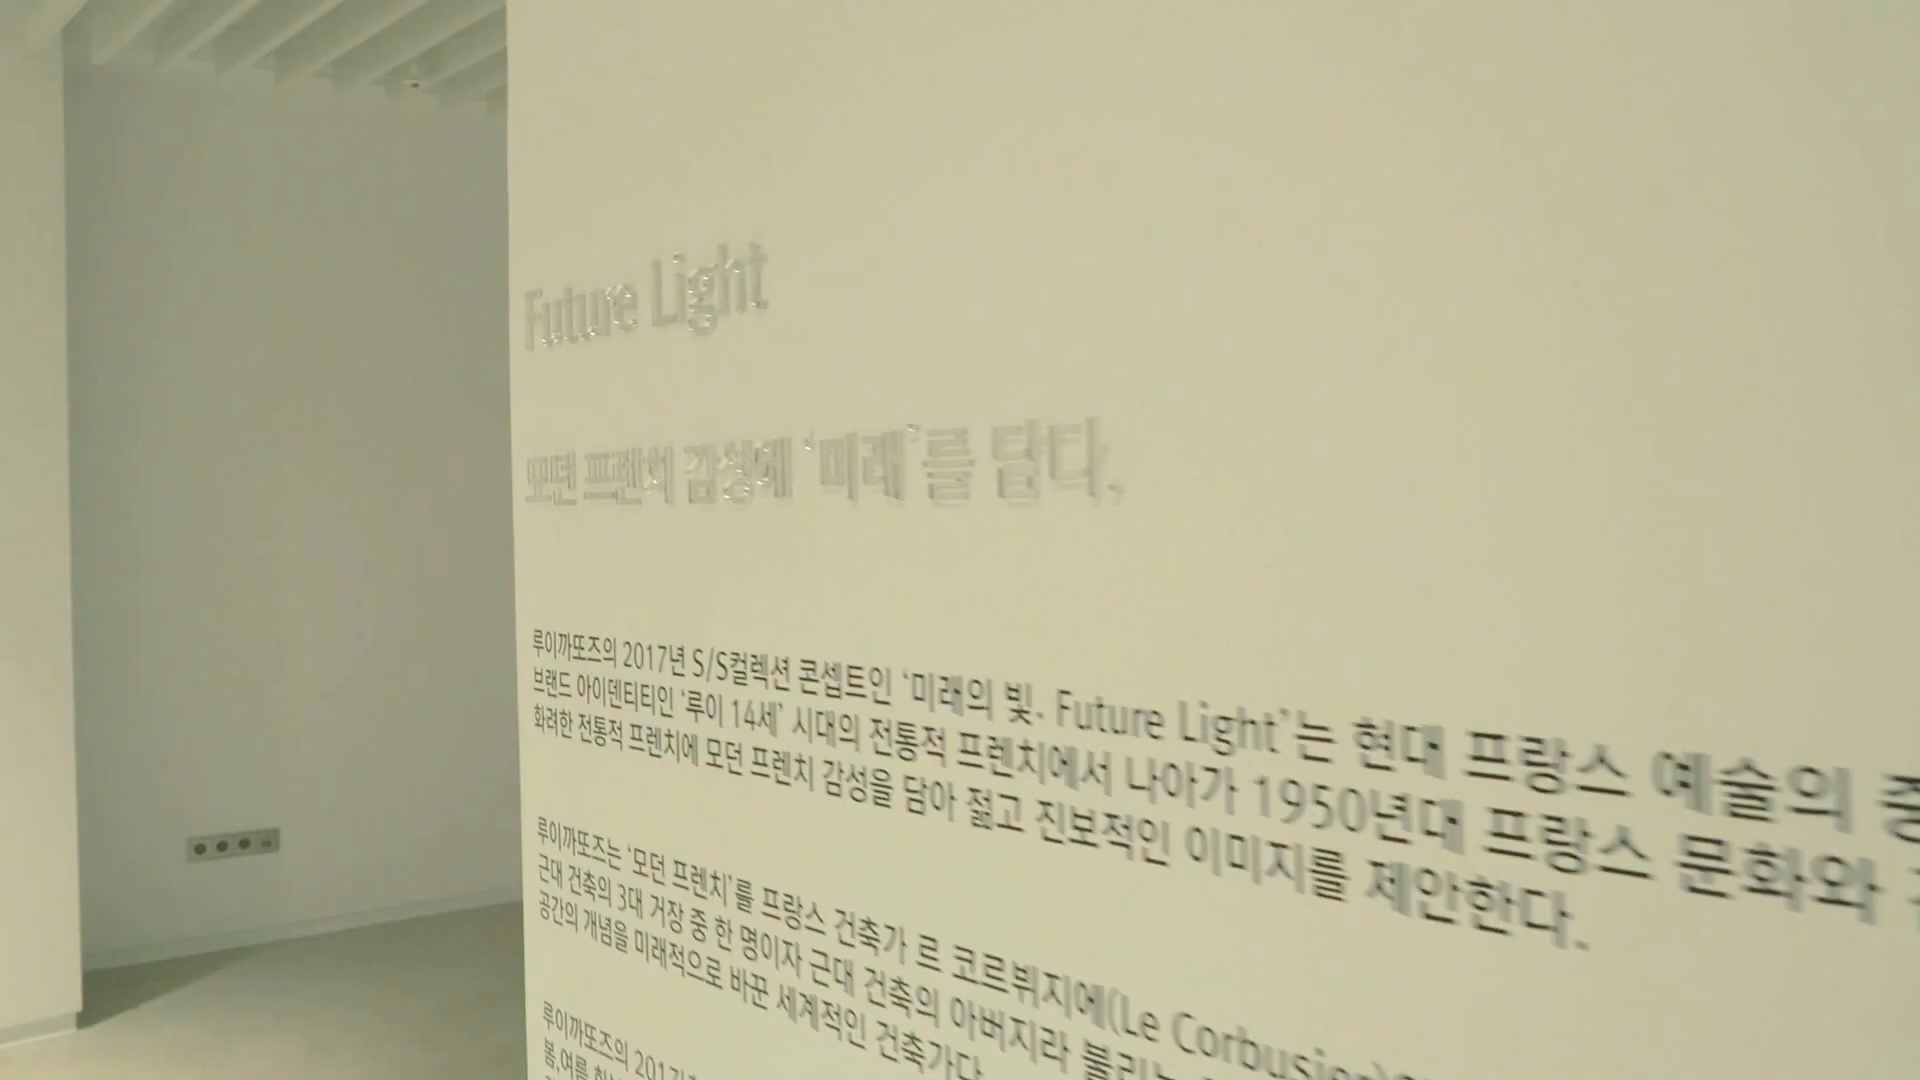 Future Light
모던 프렌치 감성에 ‘미래’를 담다,
루이까또즈의 2017년 S/S컬렉션 콘셉트인 ‘미래의 빛. Future Light’는 현대 프랑스 예술의
브랜드 아이덴티티인 ‘루이 14세’ 시대의 전통적 프렌치에서 나아가 1950년대 프랑스 문화와
화려한 전통적 프렌치에 모던 프렌치 감성을 담아 젊고 진보적인 이미지를 제안한다.
루이까또즈는 ‘모던 프렌치’를 프랑스 건축가 르 코르뷔지에(Le Corbusier)
근대 건축의 3대 거장 중 한 명이자 근대 건축의 아버지라 불리는
공간의 개념을 미래적으로 바꾼 세계적인 건축가다.
루이까또즈의 2017
봄,여름